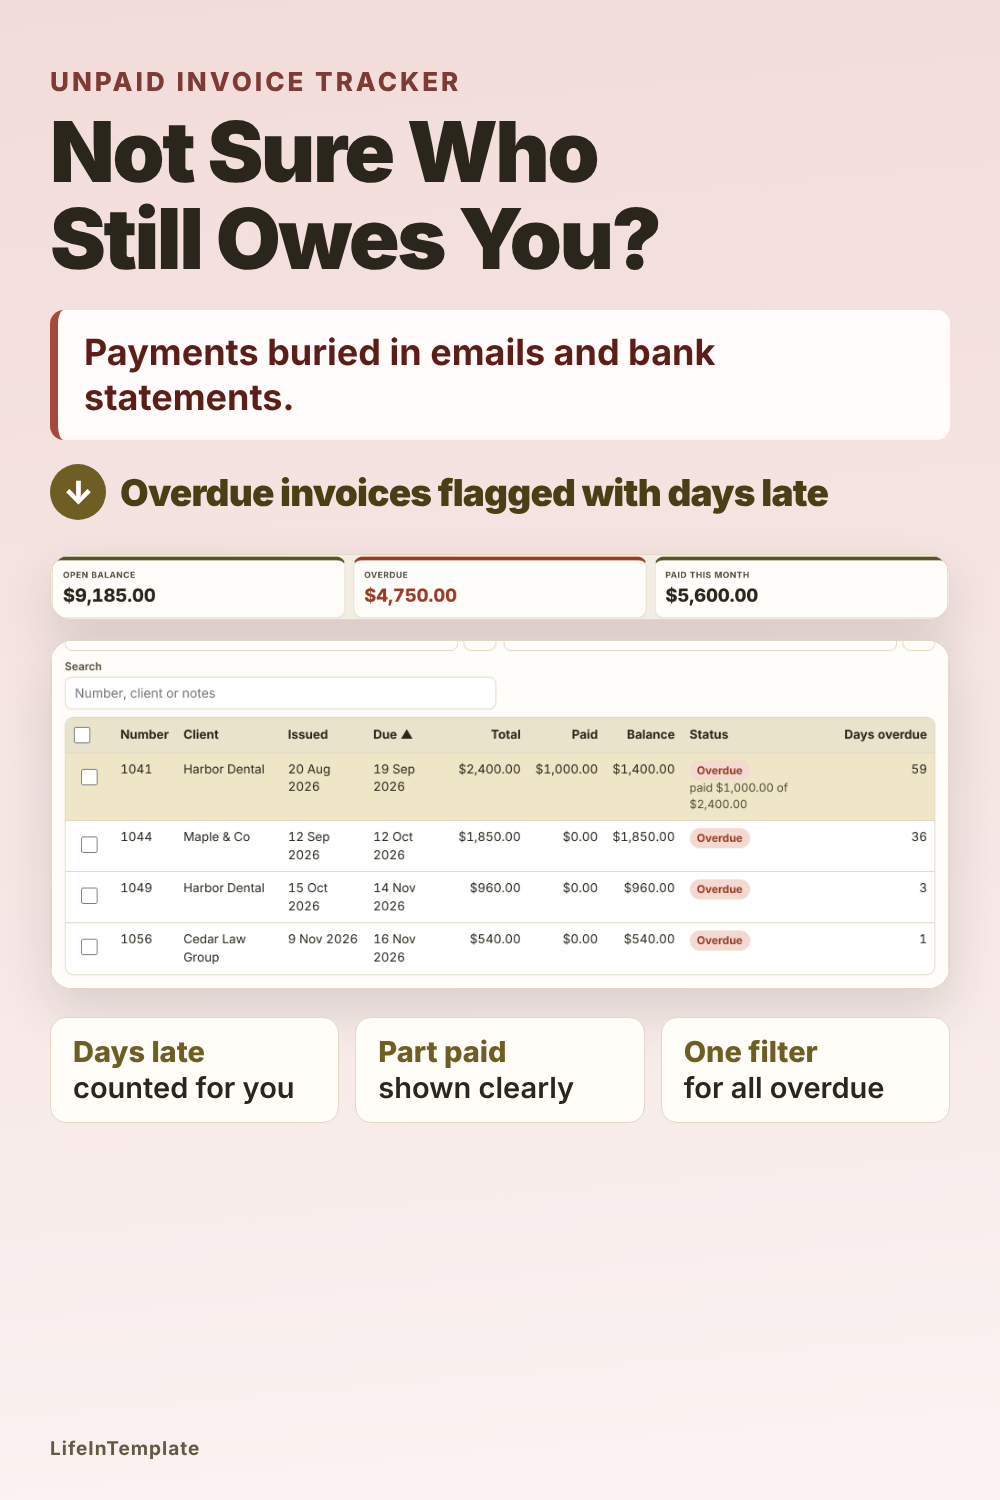 UNPAID INVOICE TRACKER
Not Sure Who
Still Owes You?
Payments buried in emails and bank
statements.
Overdue invoices flagged with days late
OPEN BALANCE
$9,185.00
OVERDUE
$4,750.00
PAID THIS MONTH
$5,600.00
Search
Number, client or notes
Number Client Issued Due ▲ Total Paid Balance Status Days overdue
1041 Harbor Dental 20 Aug 2026 19 Sep 2026 $2,400.00 $1,000.00 $1,400.00 Overdue paid $1,000.00 of $2,400.00 59
1044 Maple & Co 12 Sep 2026 12 Oct 2026 $1,850.00 $0.00 $1,850.00 Overdue 36
1049 Harbor Dental 15 Oct 2026 14 Nov 2026 $960.00 $0.00 $960.00 Overdue 3
1056 Cedar Law Group 9 Nov 2026 16 Nov 2026 $540.00 $0.00 $540.00 Overdue 1
Days late
counted for you
Part paid
shown clearly
One filter
for all overdue
LifeInTemplate